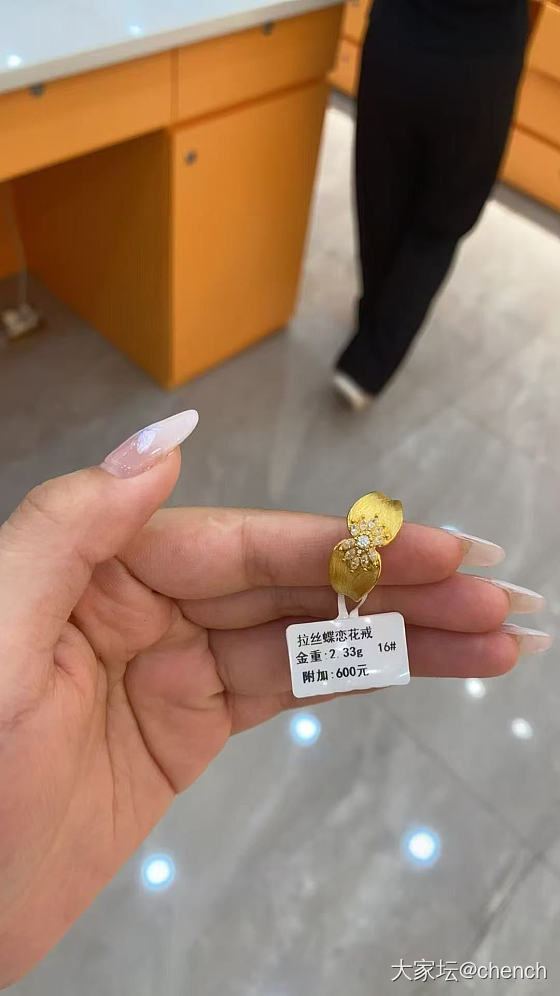 拉丝蝶恋花戒
金重:2.33g 16#
附加:600元
大家坛@chench